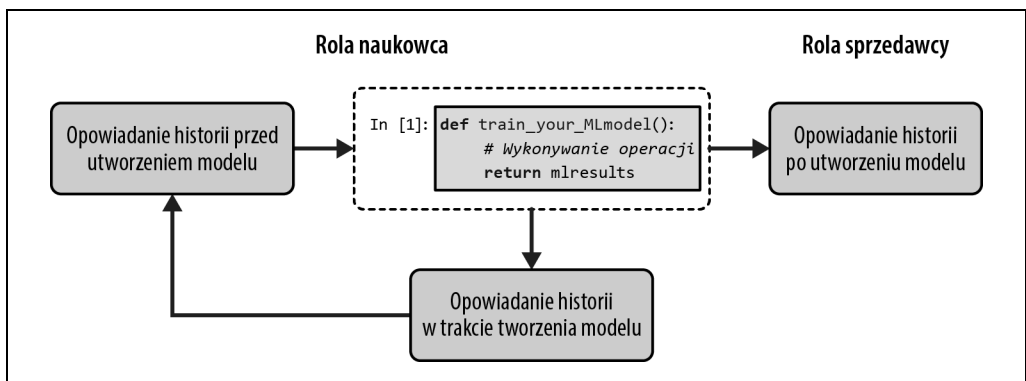 Rola naukowca
Rola sprzedawcy
Opowiadanie historii przed
utworzeniem modelu
In [1]: def train_your_MLmodel():
# Wykonywanie operacji
return mlresults
Opowiadanie historii
po utworzeniu modelu
Opowiadanie historii
w trakcie tworzenia modelu